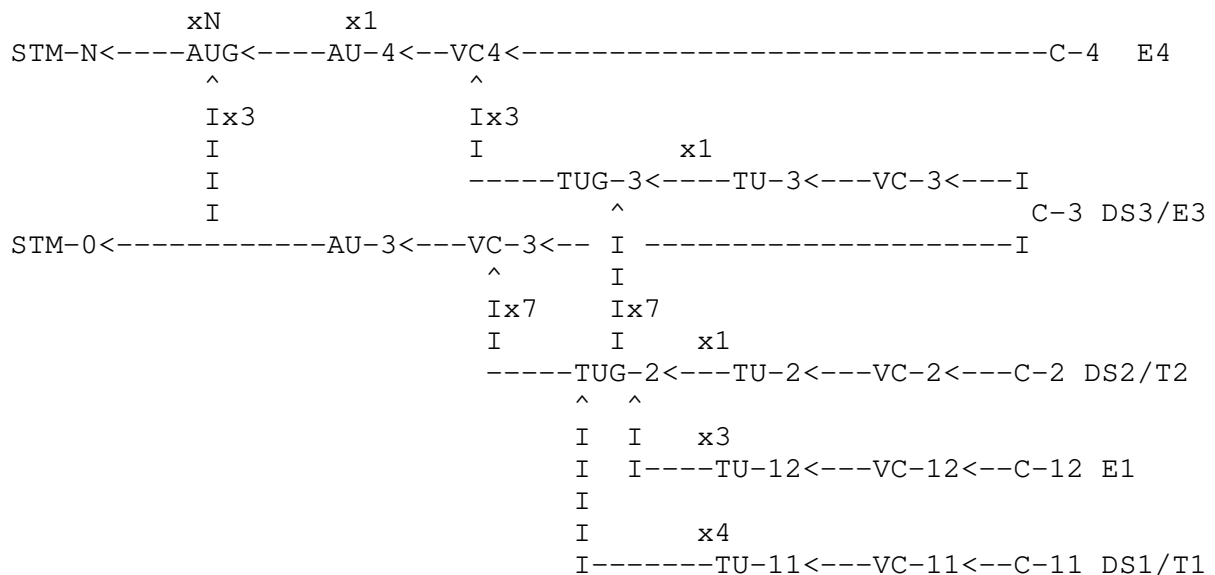 xN x1
STM-N<----AUG<----AU-4<--VC4<------------------------------C-4 E4
^ ^
Ix3 Ix3
I I x1
I -----TUG-3<----TU-3<---VC-3<---I
I ^ C-3 DS3/E3
STM-0<------------AU-3<---VC-3<-- I ---------------------I
^ I
Ix7 Ix7
I I x1
-----TUG-2<---TU-2<---VC-2<---C-2 DS2/T2
^ ^
I I x3
I I----TU-12<---VC-12<--C-12 E1
I
I x4
I-------TU-11<---VC-11<--C-11 DS1/T1